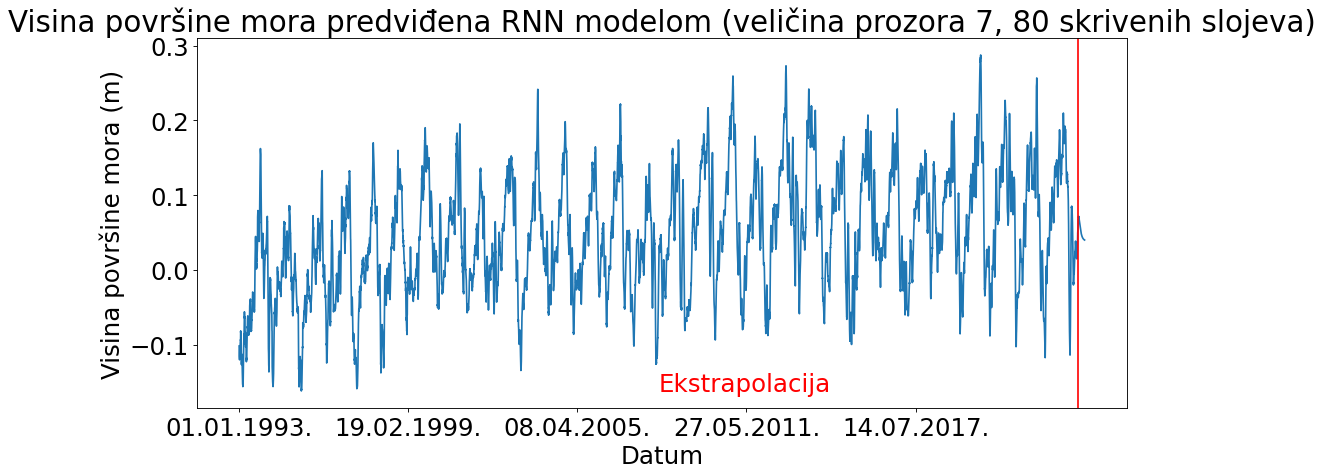 Visina površine mora predviđena RNN modelom (veličina prozora 7, 80 skrivenih slojeva)
Visina površine mora (m)
0.3
0.2
0.1
0.0
−0.1
Ekstrapolacija
01.01.1993. 19.02.1999. 08.04.2005. 27.05.2011. 14.07.2017.
Datum